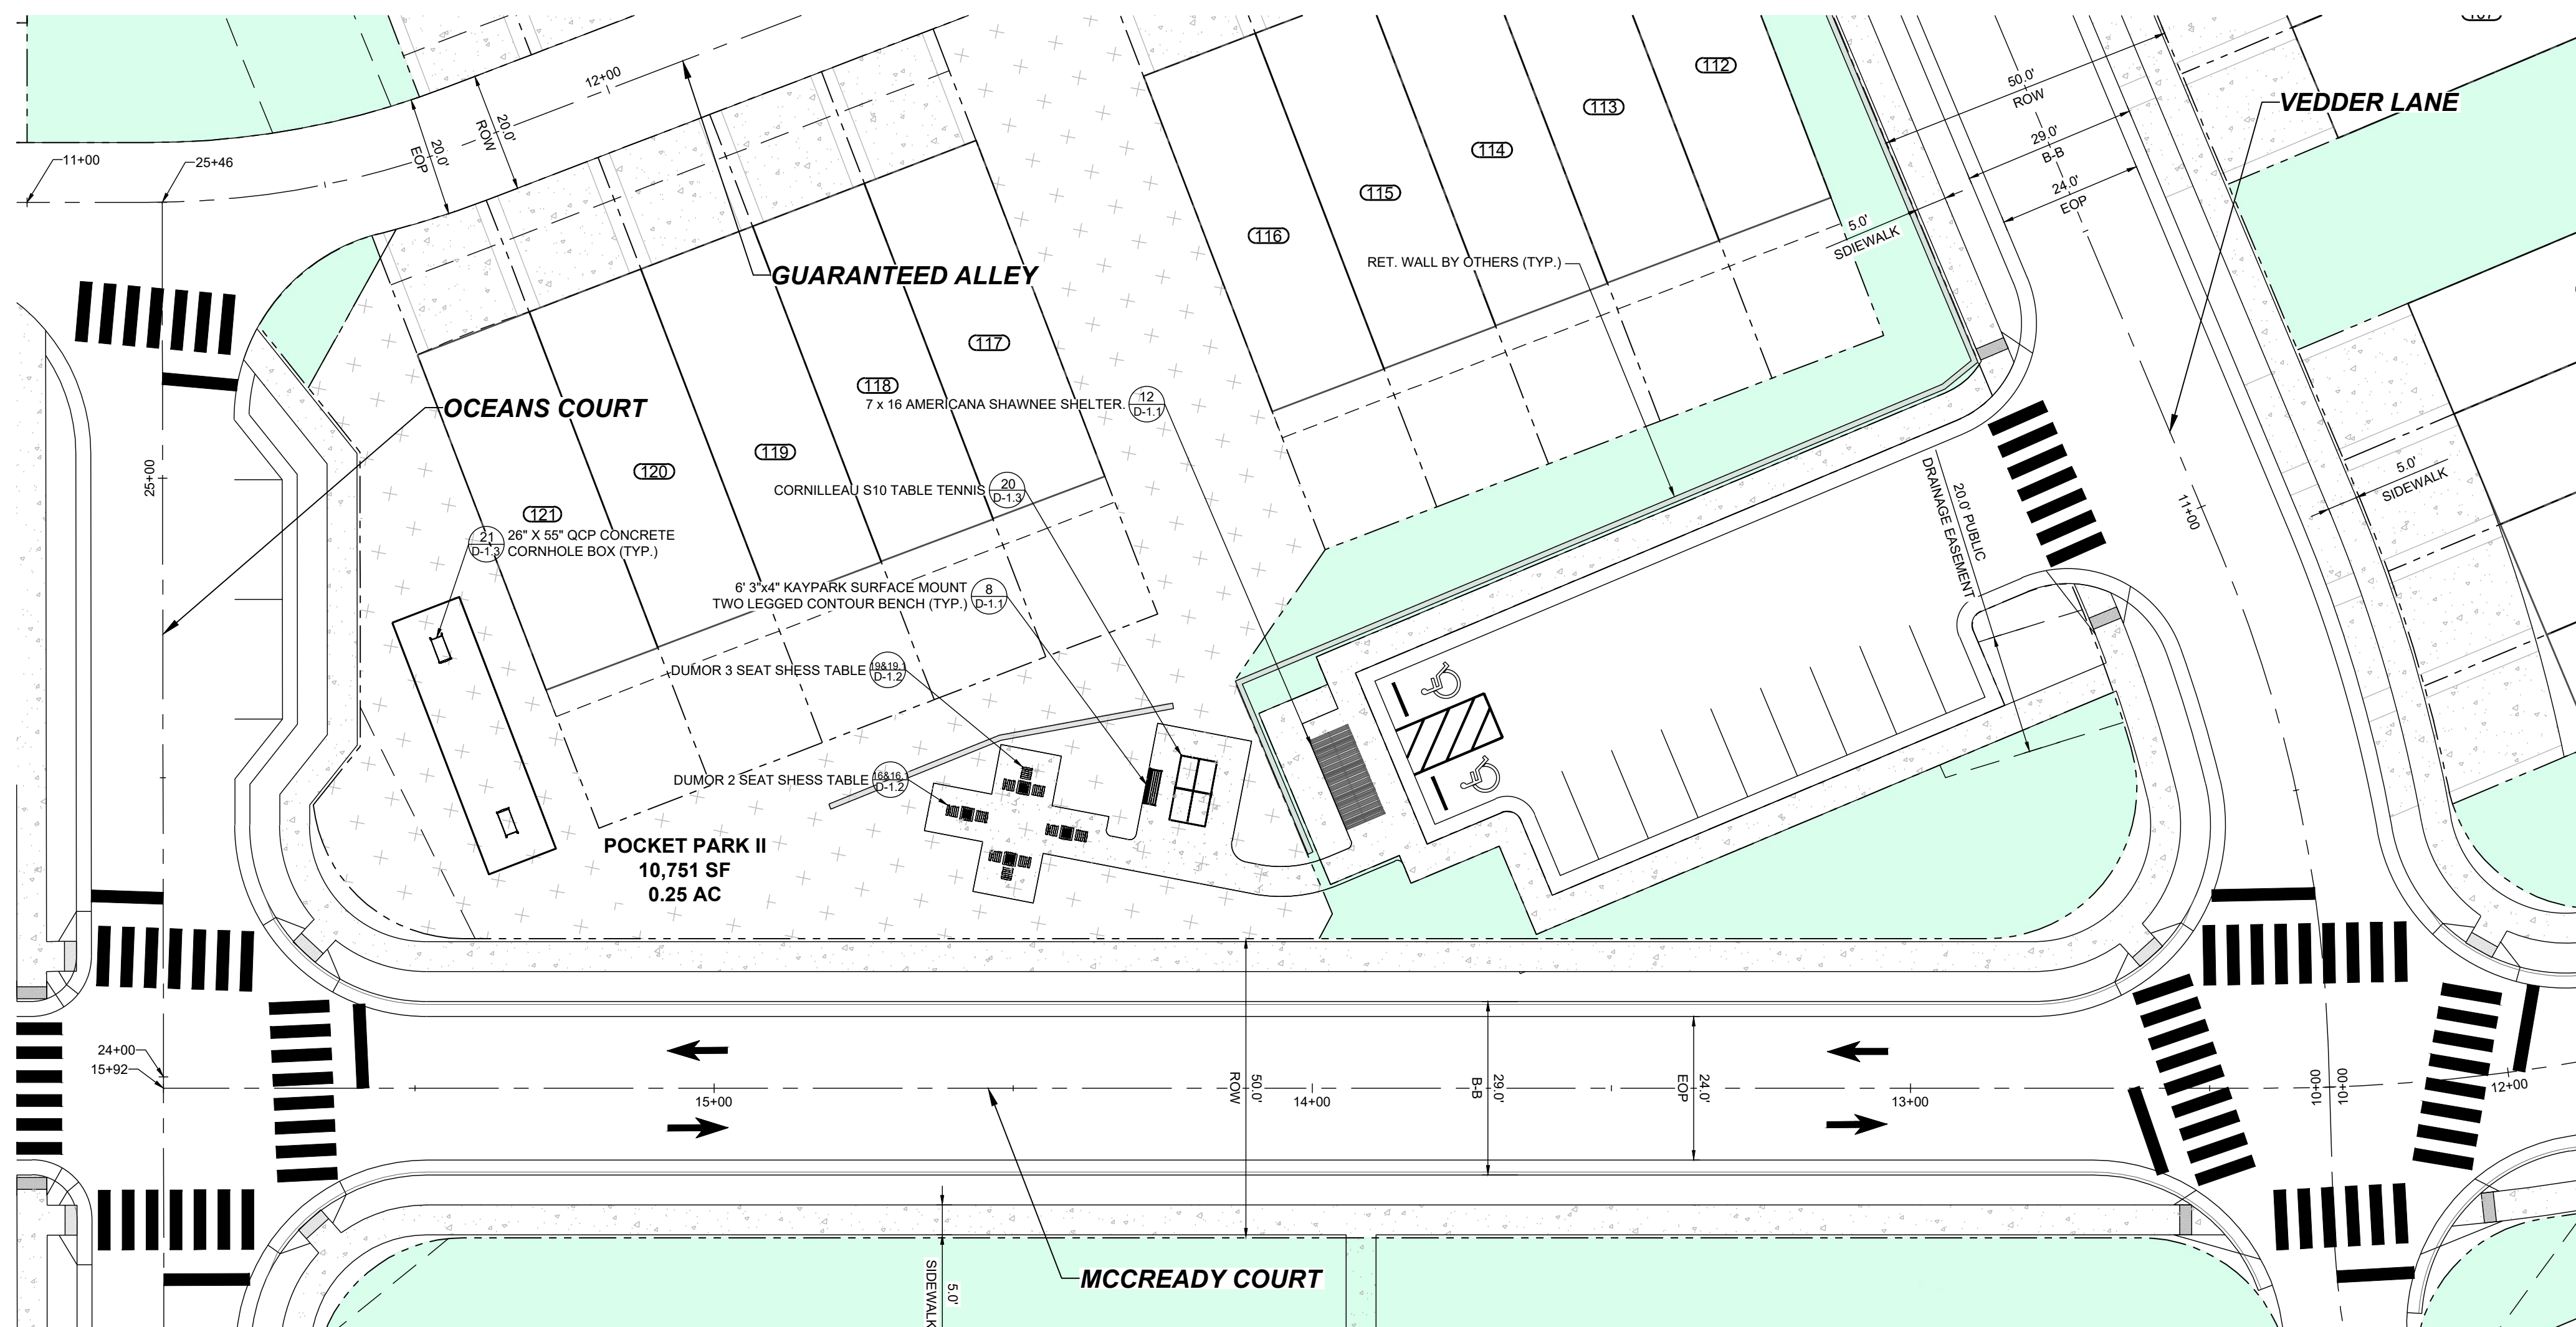 12+00
20.0'
ROW
20.0'
EOP
11+00
25+46
GUARANTEED ALLEY
OCEANS COURT
25+00
112
113
114
115
116
117
118
119
120
121
50.0'
ROW
29.0'
B-B
24.0'
EOP
VEDDER LANE
5.0'
SDIEWALK
RET. WALL BY OTHERS (TYP.)
7 x 16 AMERICANA SHAWNEE SHELTER.
12
D-1.1
CORNILLEAU S10 TABLE TENNIS
20
D-1.3
21
D-1.3
26" X 55" QCP CONCRETE
CORNHOLE BOX (TYP.)
6' 3"x4" KAYPARK SURFACE MOUNT
TWO LEGGED CONTOUR BENCH (TYP.)
8
D-1.1
DUMOR 3 SEAT SHESS TABLE
19&19.1
D-1.2
DUMOR 2 SEAT SHESS TABLE
16&16.1
D-1.2
20.0' PUBLIC
DRAINAGE EASEMENT
11+00
5.0'
SIDEWALK
POCKET PARK II
10,751 SF
0.25 AC
24+00
15+92
15+00
14+00
13+00
12+00
10+00
10+00
50.0'
ROW
29.0'
B-B
24.0'
EOP
5.0'
SIDEWALK
MCCREADY COURT